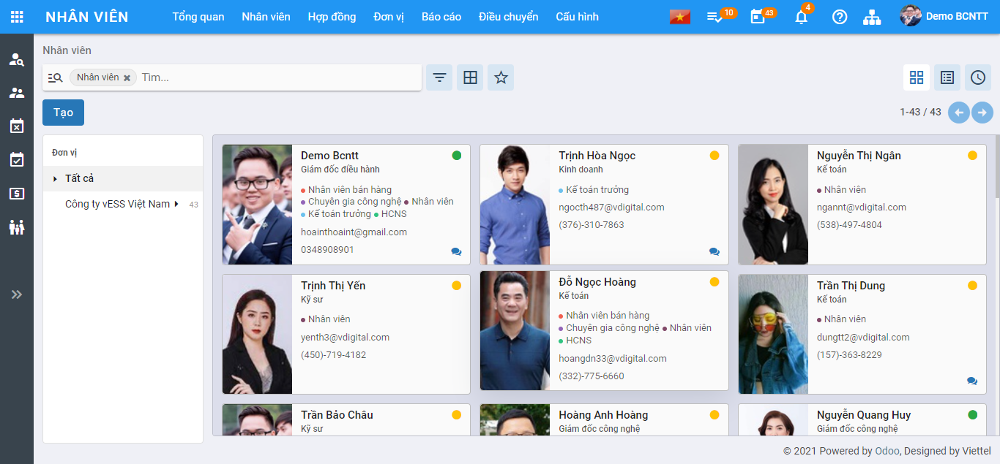 NHÂN VIÊN
Tổng quan Nhân viên Hợp đồng Đơn vị Báo cáo Điều chuyển Cấu hình
10 43 4 Demo BCNTT
Nhân viên
Nhân viên Tìm...
Tạo
1-43 / 43
Đơn vị
Tất cả
Công ty vESS Việt Nam 43
Demo Bcntt
Giám đốc điều hành
Nhân viên bán hàng
Chuyên gia công nghệ Nhân viên
Kế toán trưởng HCNS
hoainthoaint@gmail.com
0348908901
Trịnh Hòa Ngọc
Kinh doanh
Kế toán trưởng
ngocth487@vdigital.com
(376)-310-7863
Nguyễn Thị Ngân
Kế toán
Nhân viên
ngannt@vdigital.com
(538)-497-4804
Trịnh Thị Yến
Kỹ sư
Nhân viên
yenth3@vdigital.com
(450)-719-4182
Đỗ Ngọc Hoàng
Kế toán
Nhân viên bán hàng
Chuyên gia công nghệ Nhân viên
HCNS
hoangdn33@vdigital.com
(332)-775-6660
Trần Thị Dung
Kế toán
Nhân viên
dungtt2@vdigital.com
(157)-363-8229
Trần Bảo Châu
Kỹ sư
Hoàng Anh Hoàng
Giám đốc công nghệ
Nguyễn Quang Huy
Giám đốc công nghệ
© 2021 Powered by Odoo, Designed by Viettel